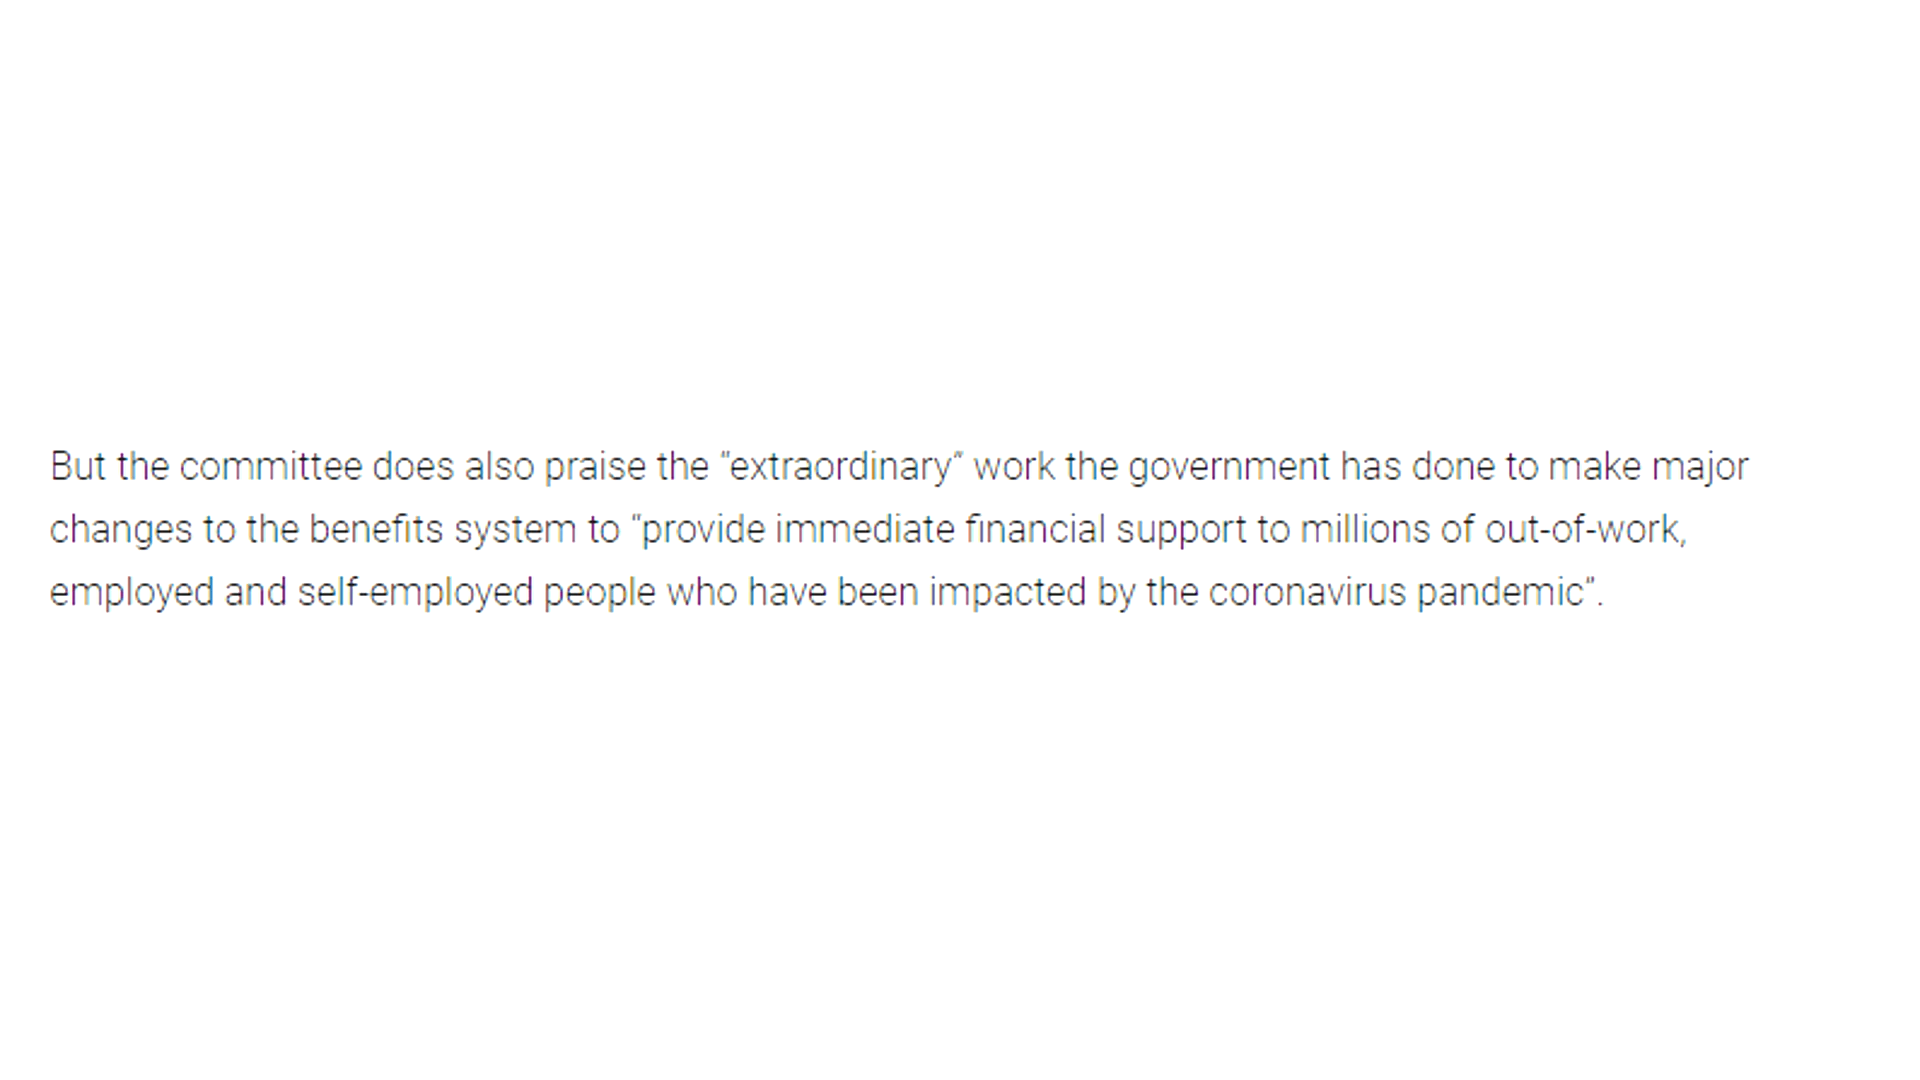 But the committee does also praise the “extraordinary” work the government has done to make major
changes to the benefits system to “provide immediate financial support to millions of out-of-work,
employed and self-employed people who have been impacted by the coronavirus pandemic”.